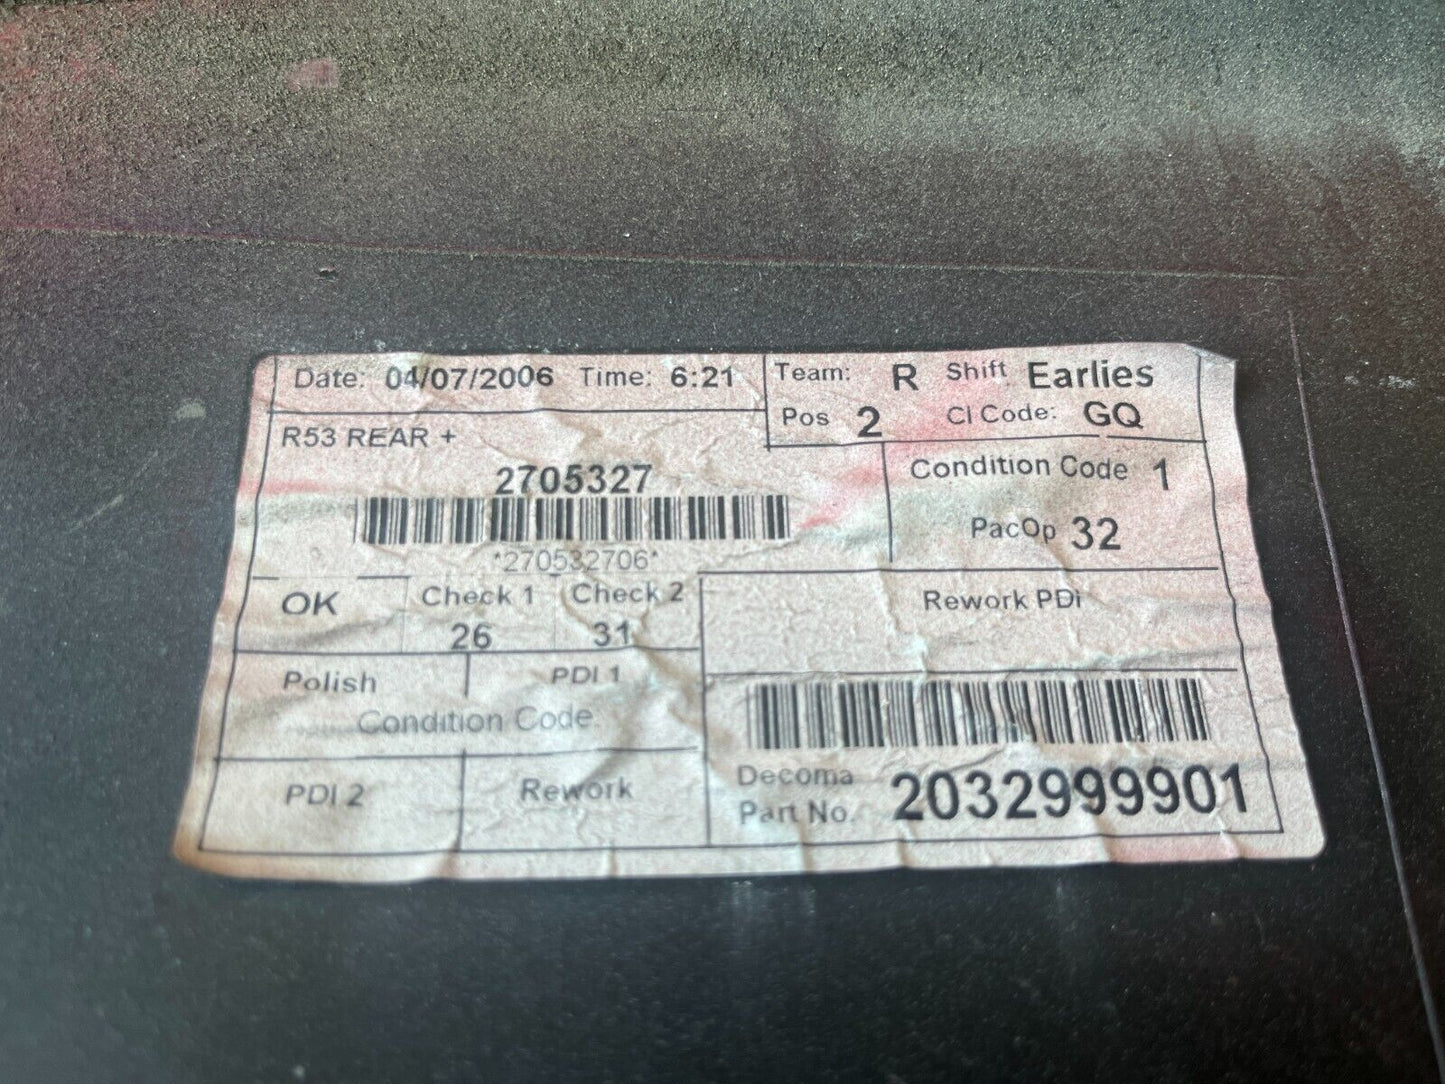 Date: 04/07/2006 Time: 6:21
Team: R Shift Earlies
Pos 2 CI Code: GQ
R53 REAR +
2705327
*270532706*
Condition Code 1
PacOp 32
OK
Check 1
26
Check 2
31
Rework PDi
Polish
PDI 1
Condition Code
PDI 2
Rework
Decoma
Part No. 2032999901